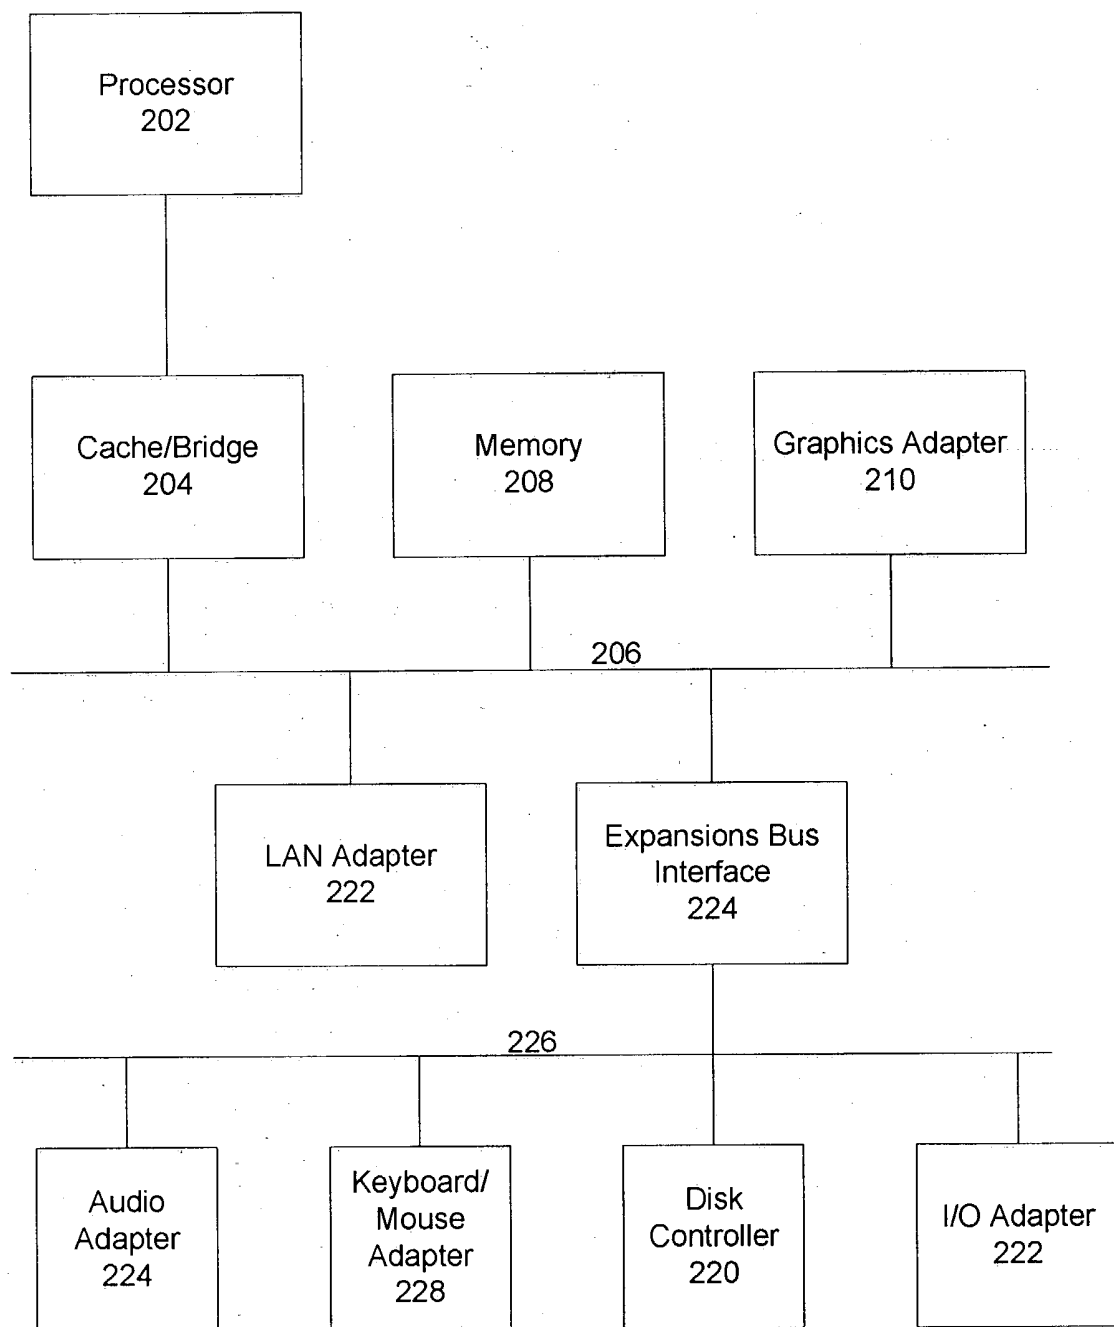 Processor
202
Cache/Bridge
204
Memory
208
Graphics Adapter
210
206
LAN Adapter
222
Expansions Bus
Interface
224
226
Audio
Adapter
224
Keyboard/
Mouse
Adapter
228
Disk
Controller
220
I/O Adapter
222